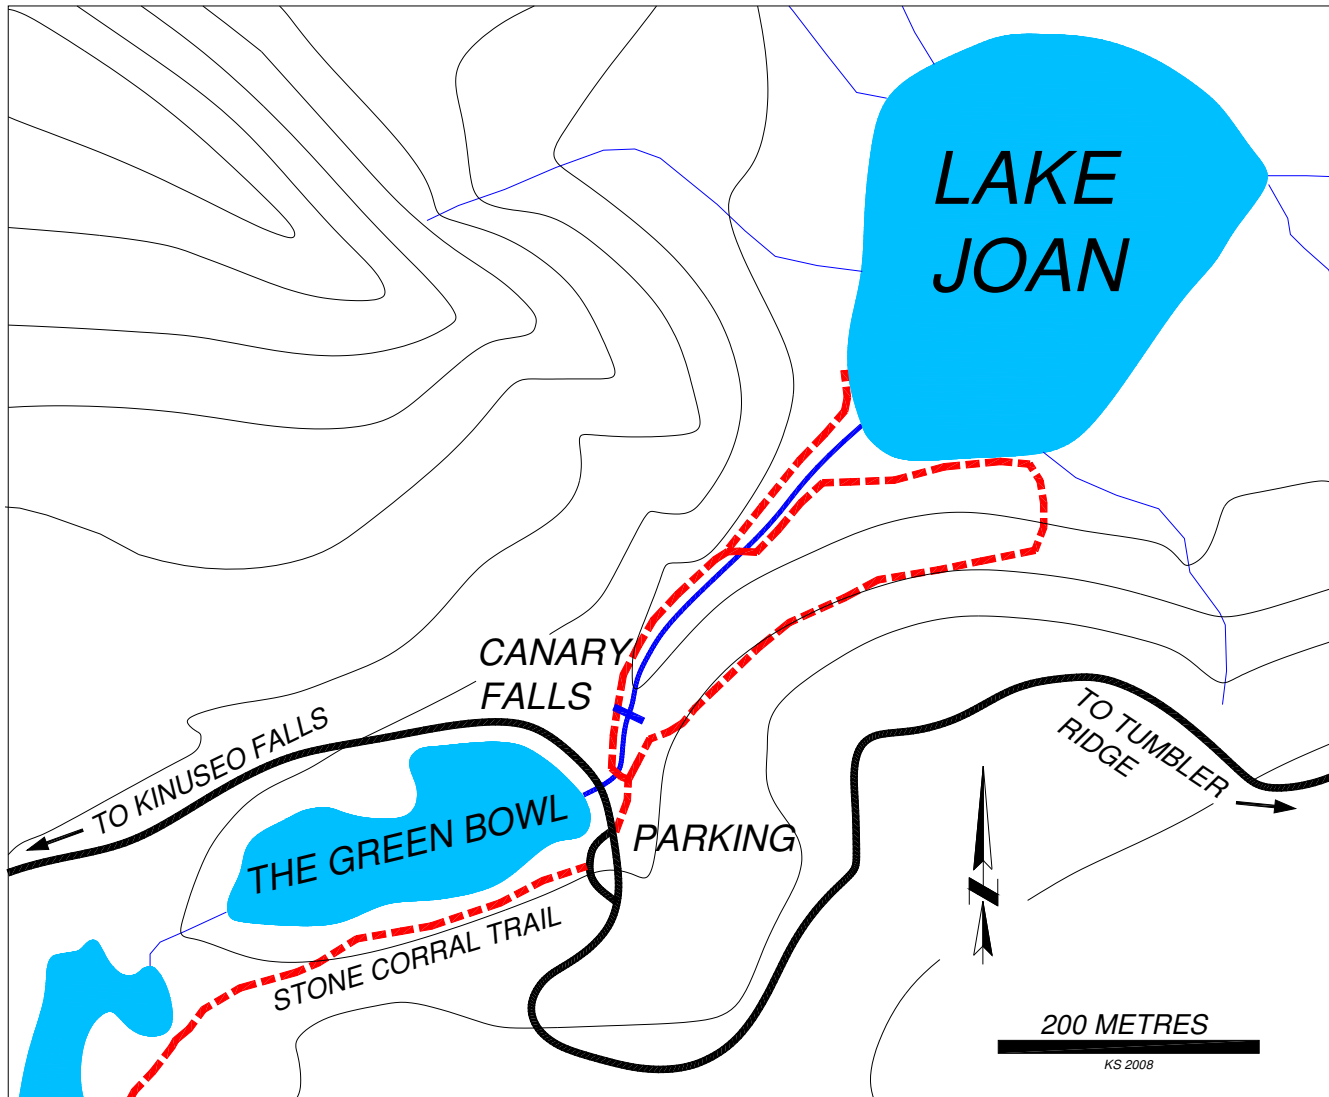 LAKE
JOAN
CANARY
FALLS
TO KINUSEO FALLS
TO TUMBLER
RIDGE
THE GREEN BOWL
PARKING
STONE CORRAL TRAIL
200 METRES
KS 2008